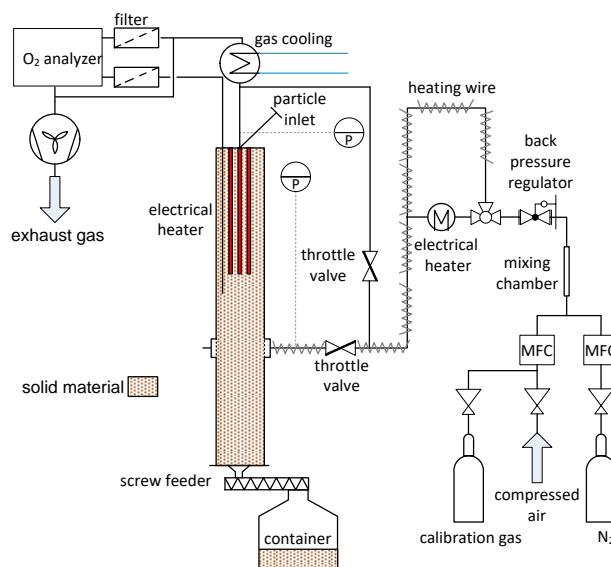 filter
gas cooling
O₂ analyzer
heating wire
particle
inlet
back
pressure
regulator
P
P
electrical
heater
exhaust gas
M
throttle
valve
electrical
heater
mixing
chamber
MFC
MFC
throttle
valve
solid material
screw feeder
compressed
air
container
calibration gas
N₂